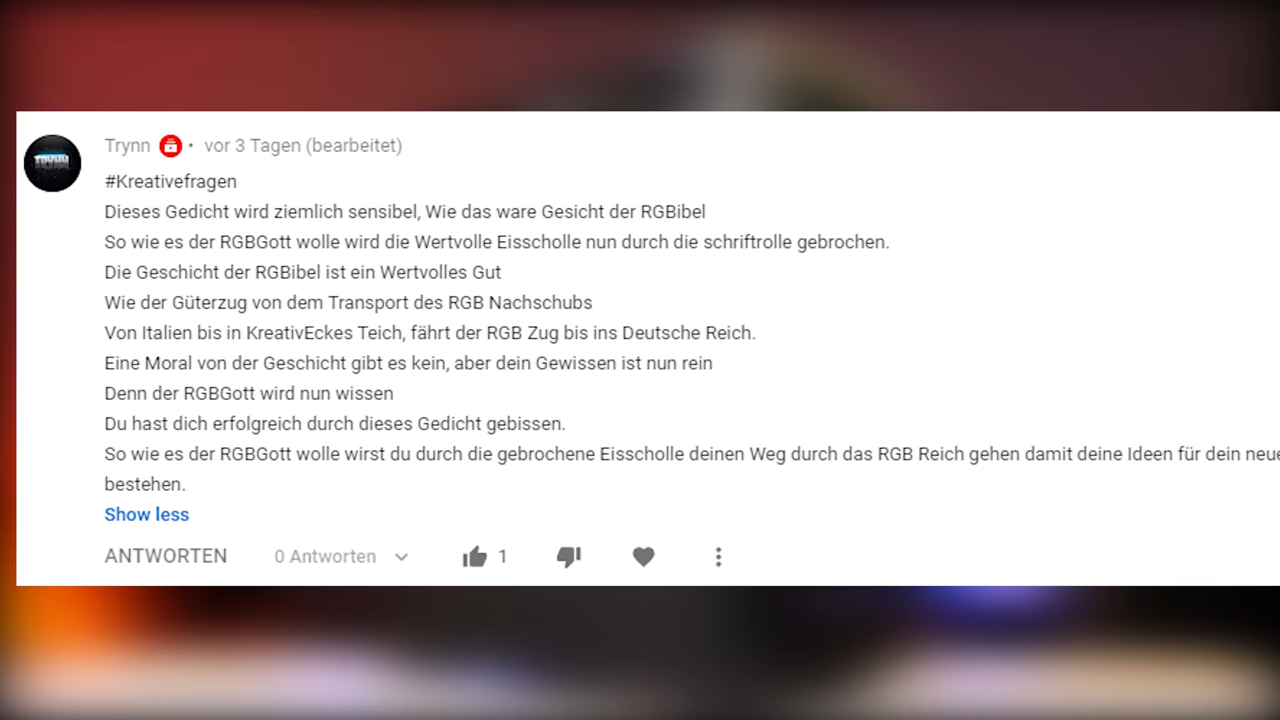 Trynn • vor 3 Tagen (bearbeitet)
#Kreativefragen
Dieses Gedicht wird ziemlich sensibel, Wie das ware Gesicht der RGBibel
So wie es der RGBGott wolle wird die Wertvolle Eisscholle nun durch die schriftrolle gebrochen.
Die Geschicht der RGBibel ist ein Wertvolles Gut
Wie der Güterzug von dem Transport des RGB Nachschubs
Von Italien bis in KreativEckes Teich, fährt der RGB Zug bis ins Deutsche Reich.
Eine Moral von der Geschicht gibt es kein, aber dein Gewissen ist nun rein
Denn der RGBGott wird nun wissen
Du hast dich erfolgreich durch dieses Gedicht gebissen.
So wie es der RGBGott wolle wirst du durch die gebrochene Eisscholle deinen Weg durch das RGB Reich gehen damit deine Ideen für dein
bestehen.
Show less
ANTWORTEN 0 Antworten 1